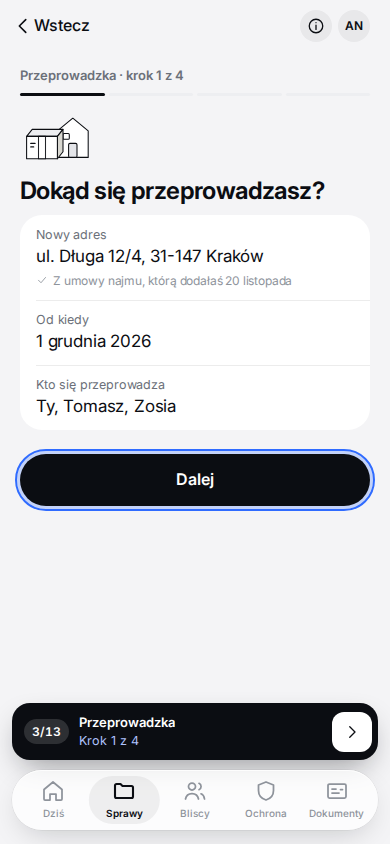 Wstecz
AN
Przeprowadzka · krok 1 z 4
Dokąd się przeprowadzasz?
Nowy adres
ul. Długa 12/4, 31-147 Kraków
Z umowy najmu, którą dodałaś 20 listopada
Od kiedy
1 grudnia 2026
Kto się przeprowadza
Ty, Tomasz, Zosia
Dalej
3/13
Przeprowadzka
Krok 1 z 4
Dziś
Sprawy
Bliscy
Ochrona
Dokumenty